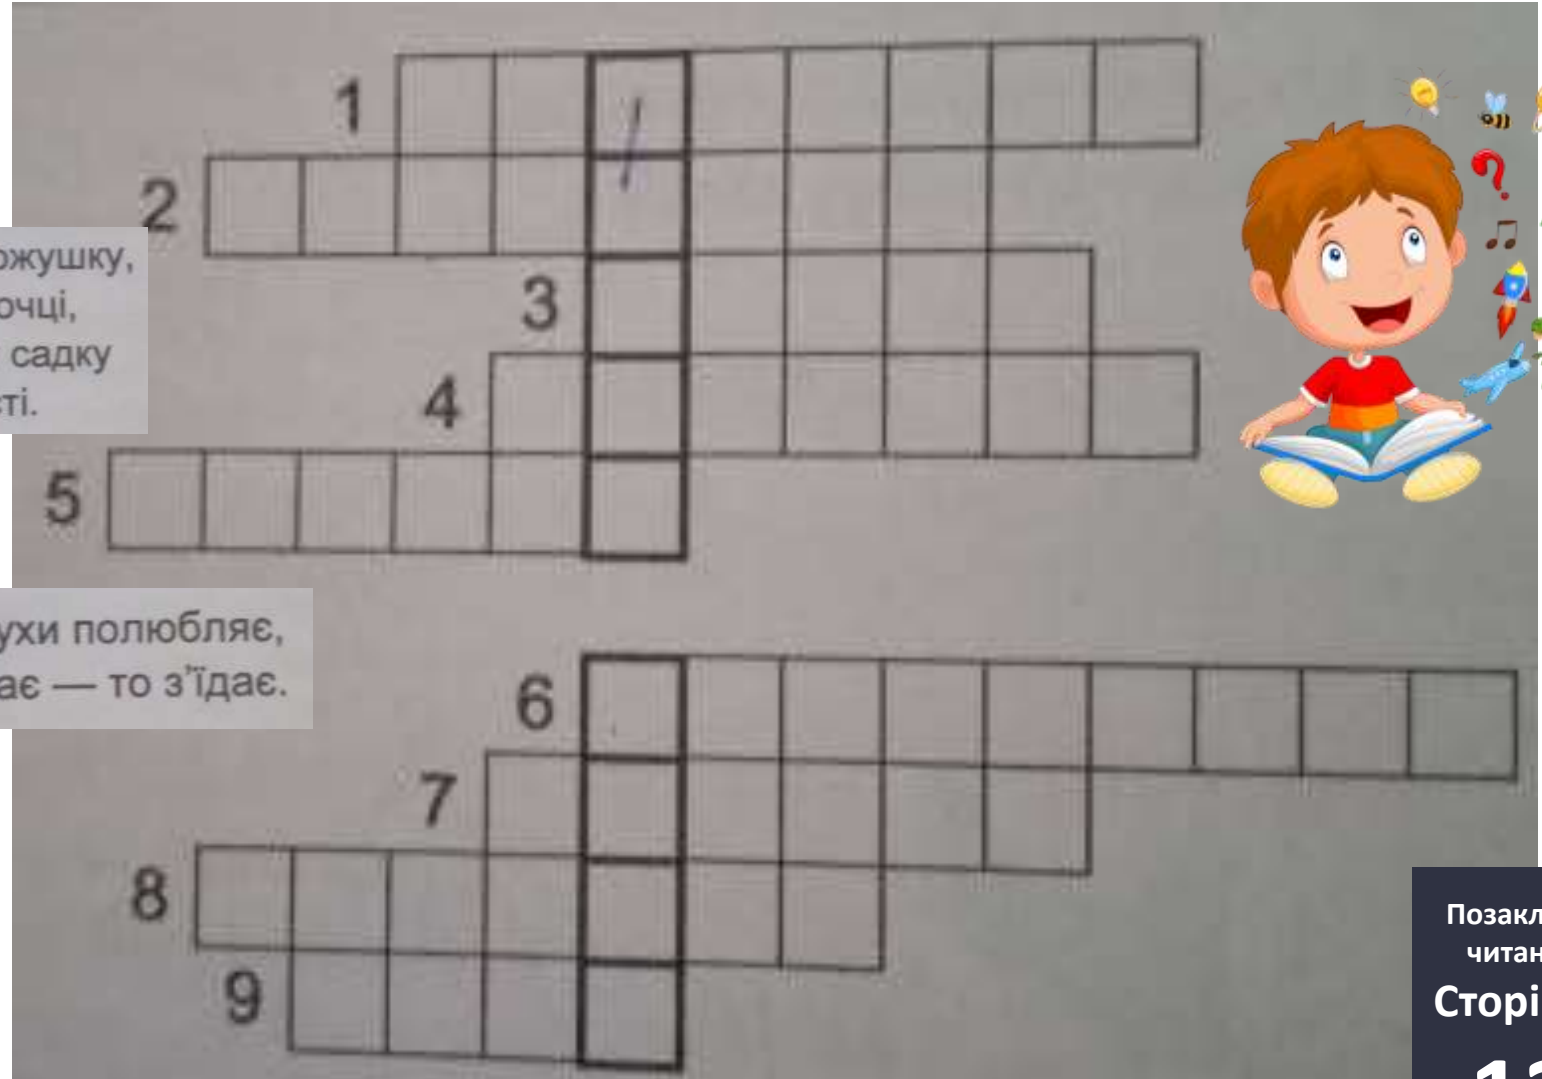 1
2
ожушку,
очці,
садку
сті.
3
4
5
ухи полюбляє,
ає — то з'їдає.
6
7
8
9
Позакл
читан
Сторі